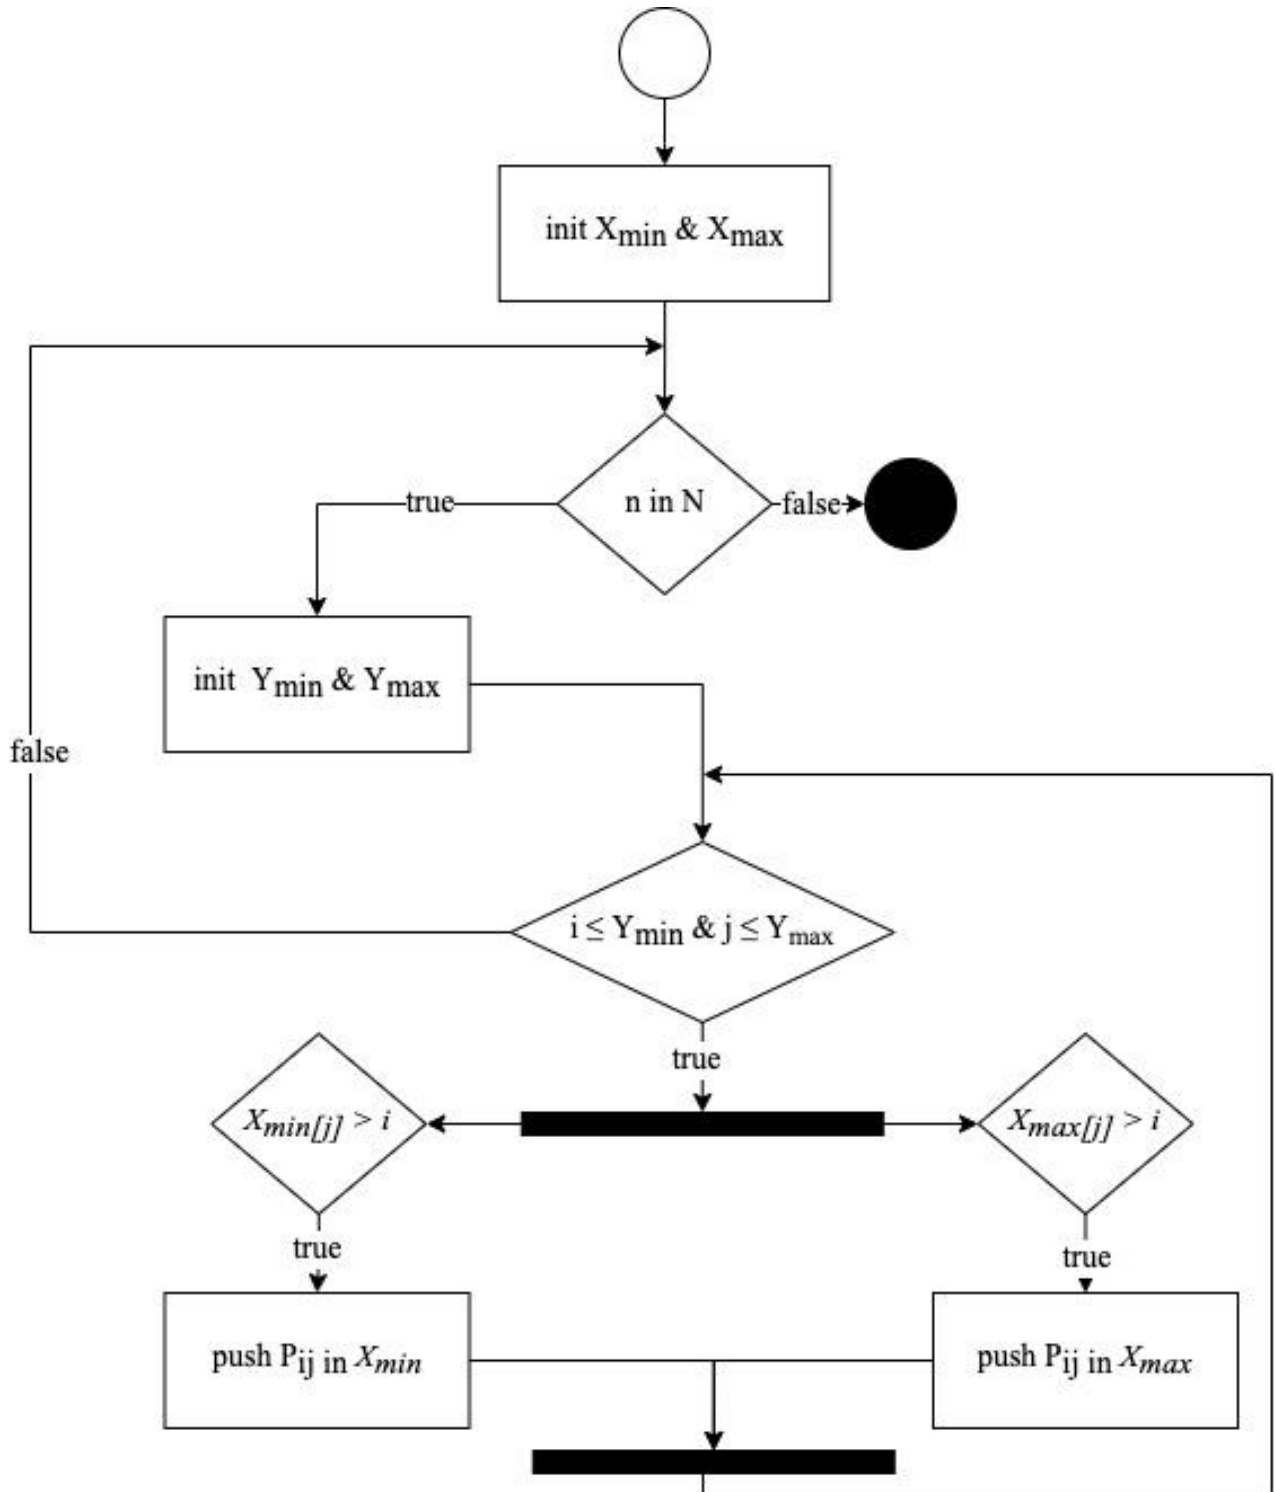 init Xmin & Xmax
n in N
true
false
init Ymin & Ymax
false
i ≤ Ymin & j ≤ Ymax
true
Xmin[j] > i
Xmax[j] > i
true
true
push Pij in Xmin
push Pij in Xmax